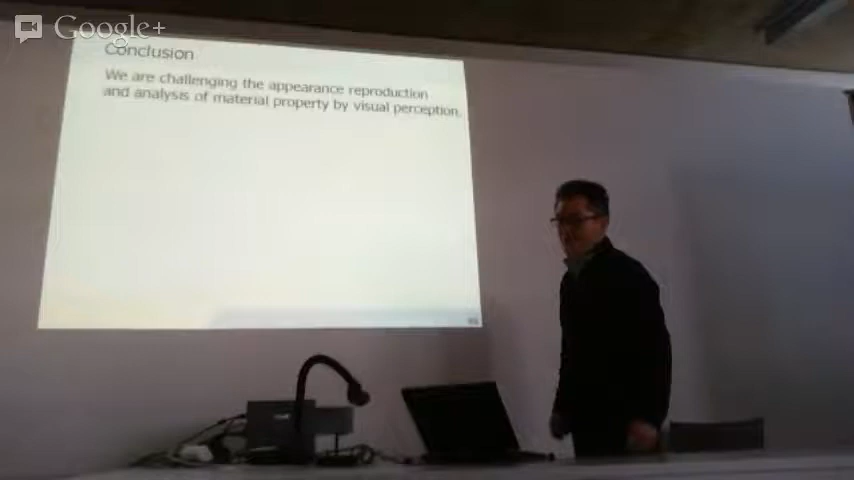 Google+
Conclusion
We are challenging the appearance reproduction
and analysis of material property by visual perception.